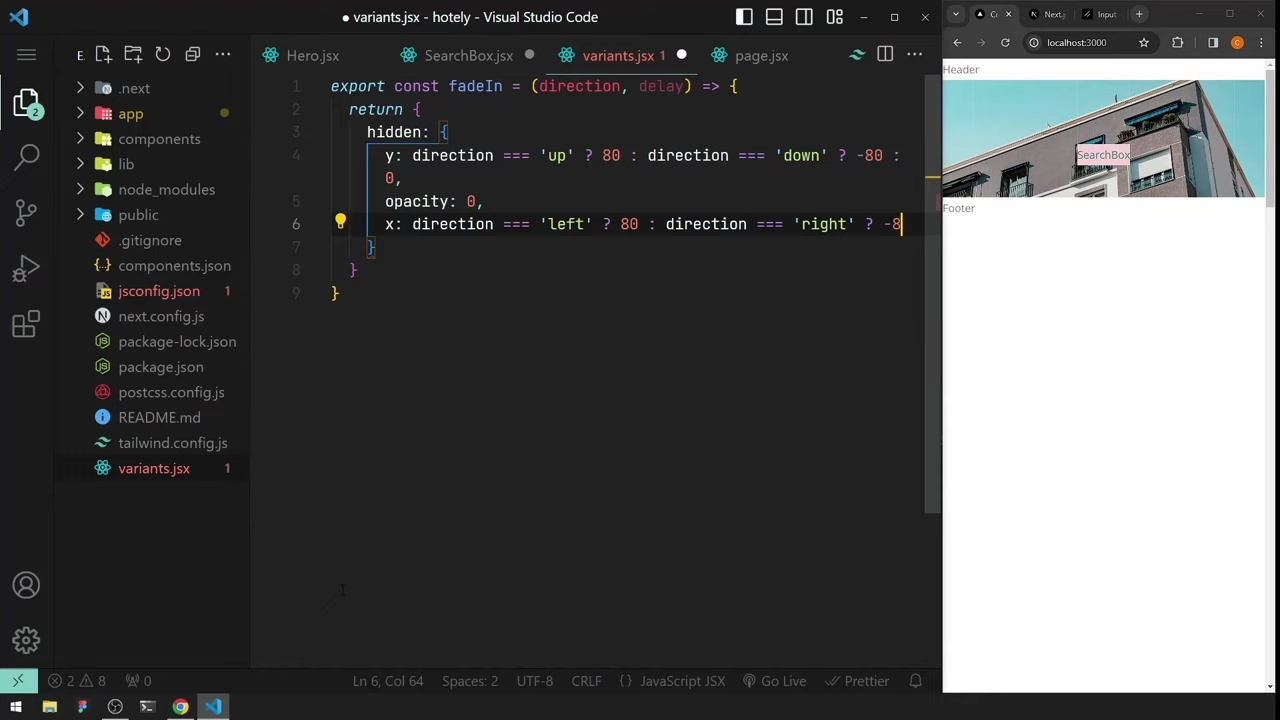 variants.jsx - hotely - Visual Studio Code
E
Hero.jsx
SearchBox.jsx
variants.jsx 1
page.jsx
.next
app
components
lib
node_modules
public
.gitignore
components.json
jsconfig.json 1
next.config.js
package-lock.json
package.json
postcss.config.js
README.md
tailwind.config.js
variants.jsx 1
2
1 export const fadeIn = (direction, delay) => {
2 return {
3 hidden: {
4 y: direction === 'up' ? 80 : direction === 'down' ? -80 :
0,
5 opacity: 0,
6 x: direction === 'left' ? 80 : direction === 'right' ? -8
7 }
8 }
9 }
2 8 0 Ln 6, Col 64 Spaces: 2 UTF-8 CRLF {} JavaScript JSX Go Live Prettier
Next.j
Input
localhost:3000
C
Header
SearchBox
Footer